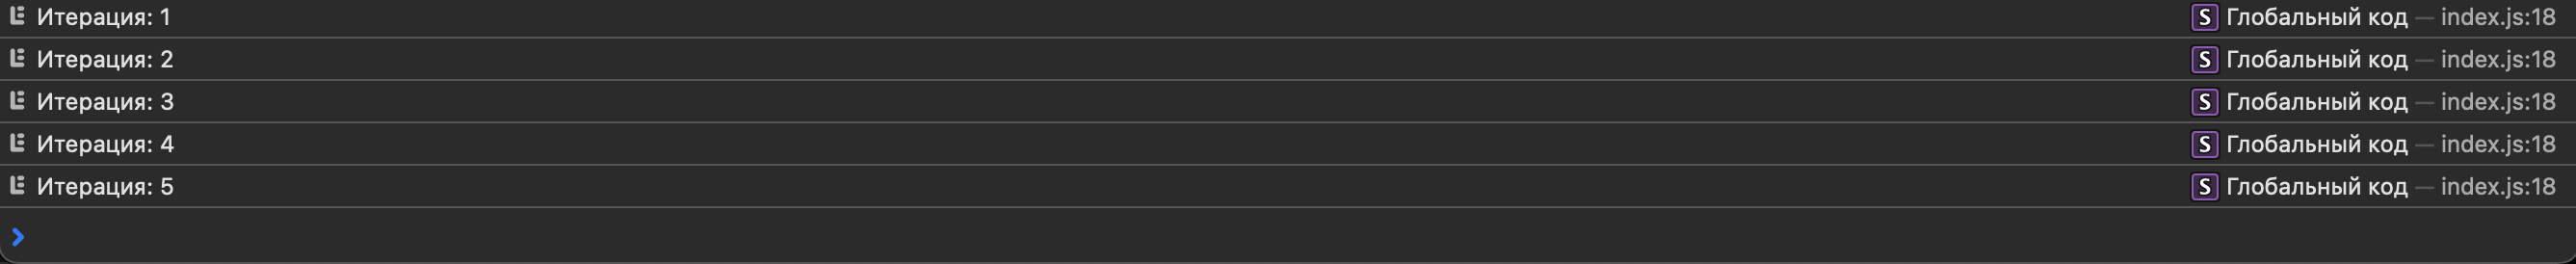 Итерация: 1 S Глобальный код — index.js:18
Итерация: 2 S Глобальный код — index.js:18
Итерация: 3 S Глобальный код — index.js:18
Итерация: 4 S Глобальный код — index.js:18
Итерация: 5 S Глобальный код — index.js:18